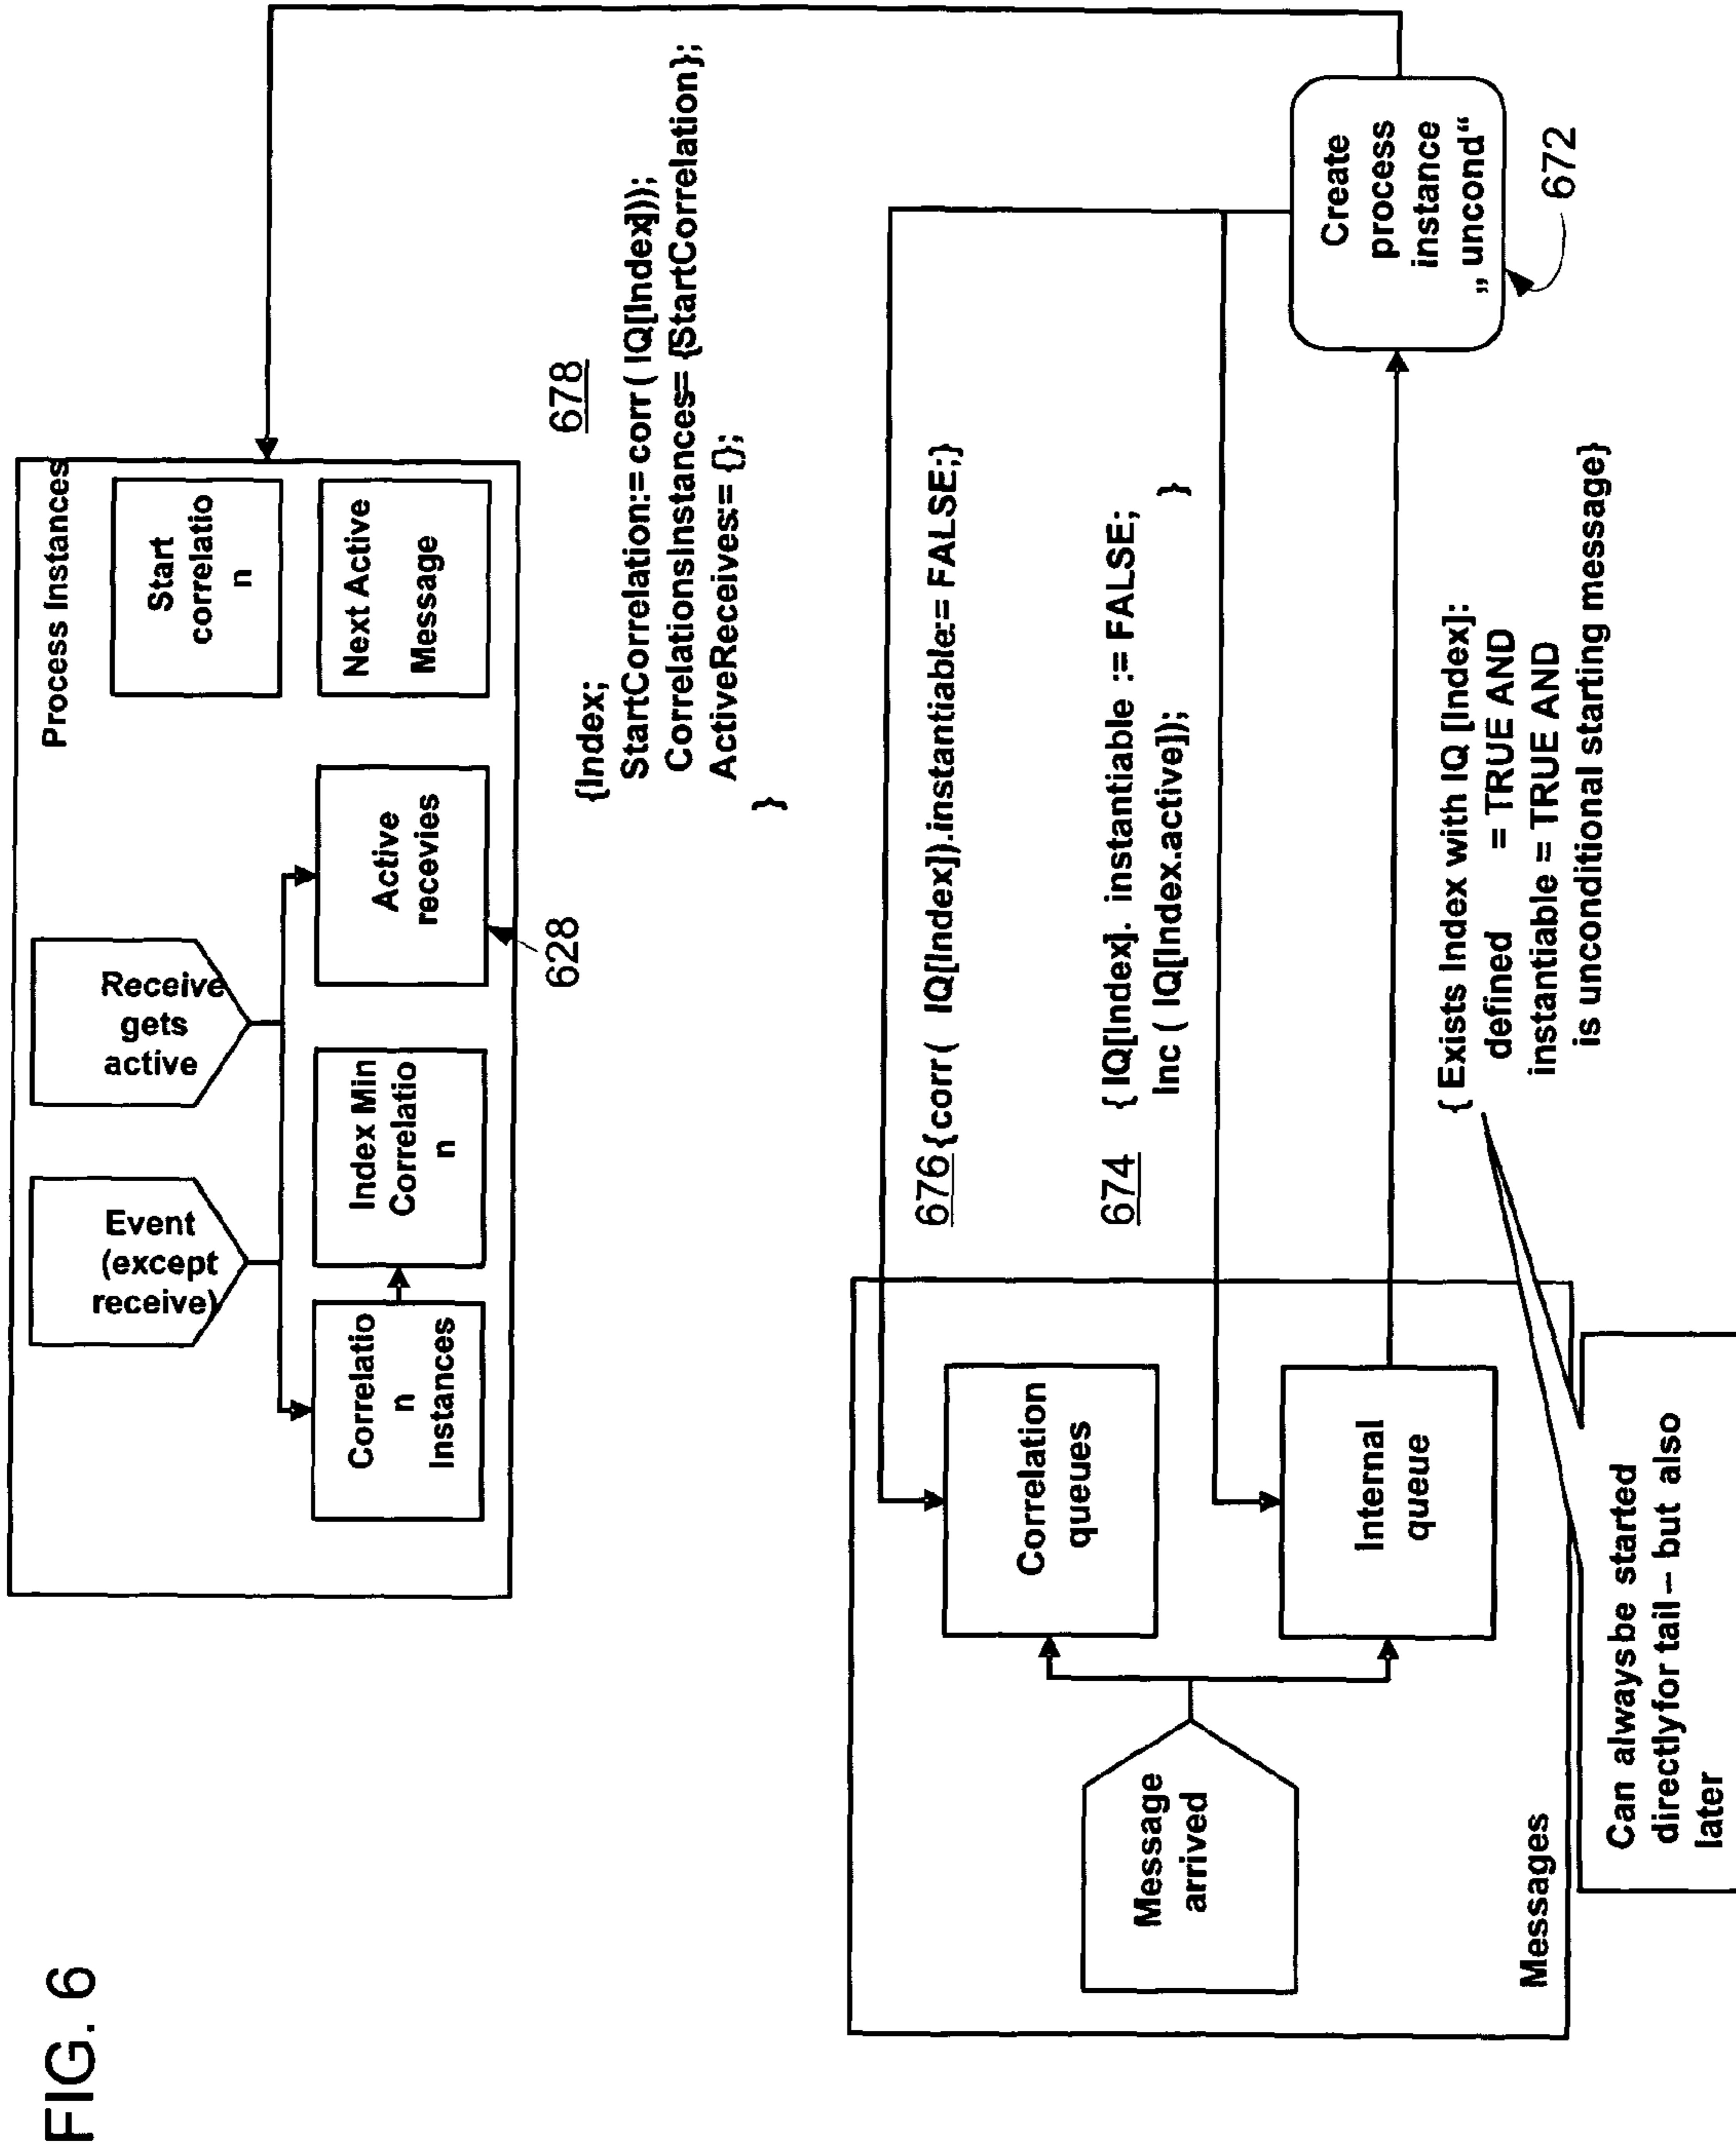 FIG. 6
Process Instances
Event
(except
receive)
Receive
gets
active
Correlatio
n
Instances
Index Min
Correlatio
n
Active
recevies
628
Start
correlatio
n
Next Active
Message
678
{Index;
StartCorrelation:= corr ( IQ[Index]));
CorrelationsInstances= {StartCorrelation};
ActiveReceives:= {};
}
676 {corr( IQ[Index]).instantiable:= FALSE;}
674 { IQ[Index]. instantiable := FALSE;
Inc ( IQ[Index.active]);
}
Message
arrived
Correlation
queues
Internal
queue
Messages
Create
process
instance
„uncond“
672
{ Exists Index with IQ [Index]:
defined = TRUE AND
instantiable = TRUE AND
is unconditional starting message}
Can alwaysbe started
directlyfor tail – but also
later